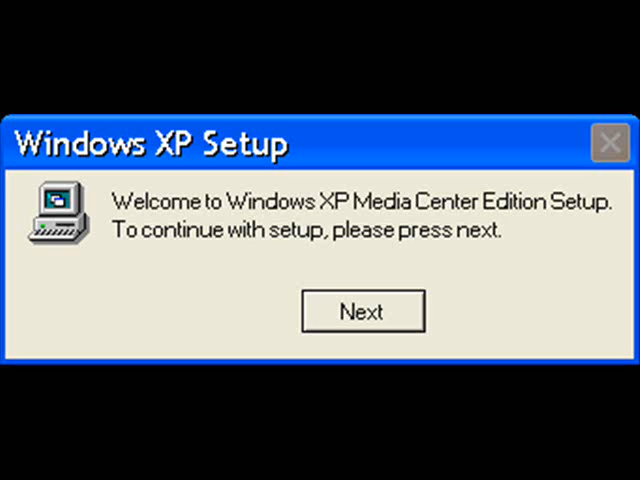 Windows XP Setup
Welcome to Windows XP Media Center Edition Setup.
To continue with setup, please press next.
Next